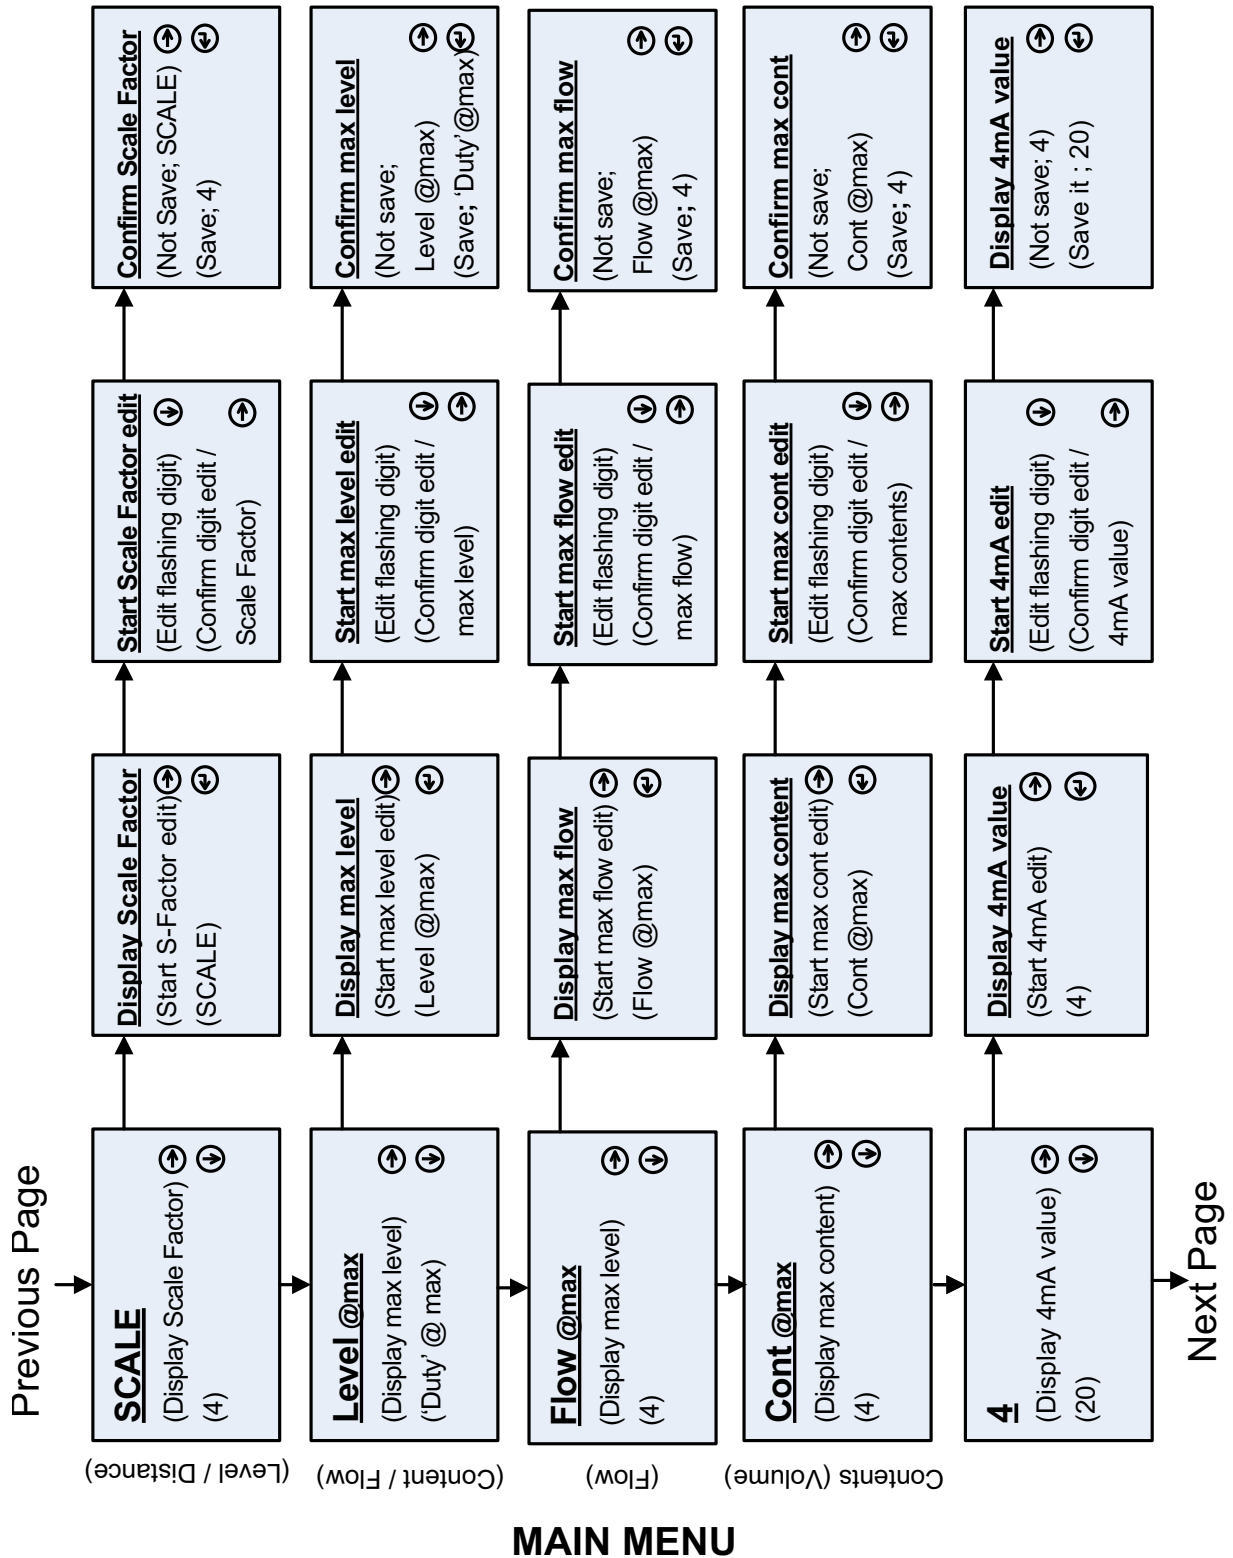 Previous Page
MAIN MENU
(Level / Distance)
SCALE
(Display Scale Factor)
(4)
Display Scale Factor
(Start S-Factor edit)
(SCALE)
Start Scale Factor edit
(Edit flashing digit)
(Confirm digit edit /
Scale Factor)
Confirm Scale Factor
(Not Save; SCALE)
(Save; 4)
(Content / Flow)
Level @max
(Display max level)
('Duty' @ max)
Display max level
(Start max level edit)
(Level @max)
Start max level edit
(Edit flashing digit)
(Confirm digit edit /
max level)
Confirm max level
(Not save;
Level @max)
(Save; ‘Duty’@max)
(Flow)
Flow @max
(Display max level)
(4)
Display max flow
(Start max flow edit)
(Flow @max)
Start max flow edit
(Edit flashing digit)
(Confirm digit edit /
max flow)
Confirm max flow
(Not save;
Flow @max)
(Save; 4)
Contents (Volume)
Cont @max
(Display max content)
(4)
Display max content
(Start max cont edit)
(Cont @max)
Start max cont edit
(Edit flashing digit)
(Confirm digit edit /
max contents)
Confirm max cont
(Not save;
Cont @max)
(Save; 4)
4
(Display 4mA value)
(20)
Display 4mA value
(Start 4mA edit)
(4)
Start 4mA edit
(Edit flashing digit)
(Confirm digit edit /
4mA value)
Display 4mA value
(Not save; 4)
(Save it ; 20)
Next Page